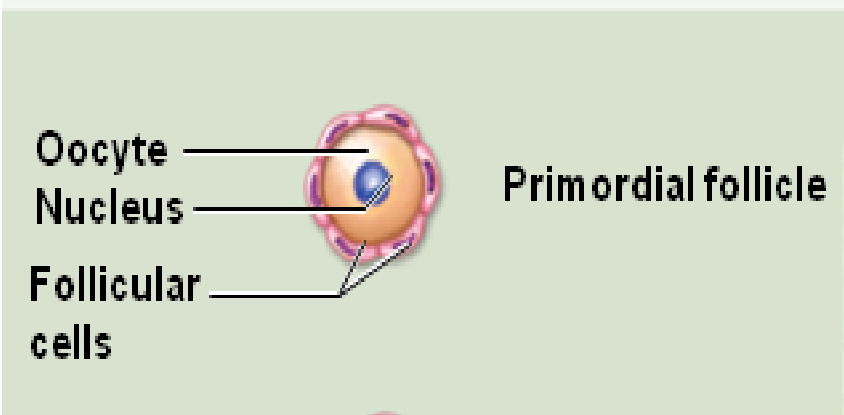 Oocyte
Nucleus
Primordial follicle
Follicular
cells